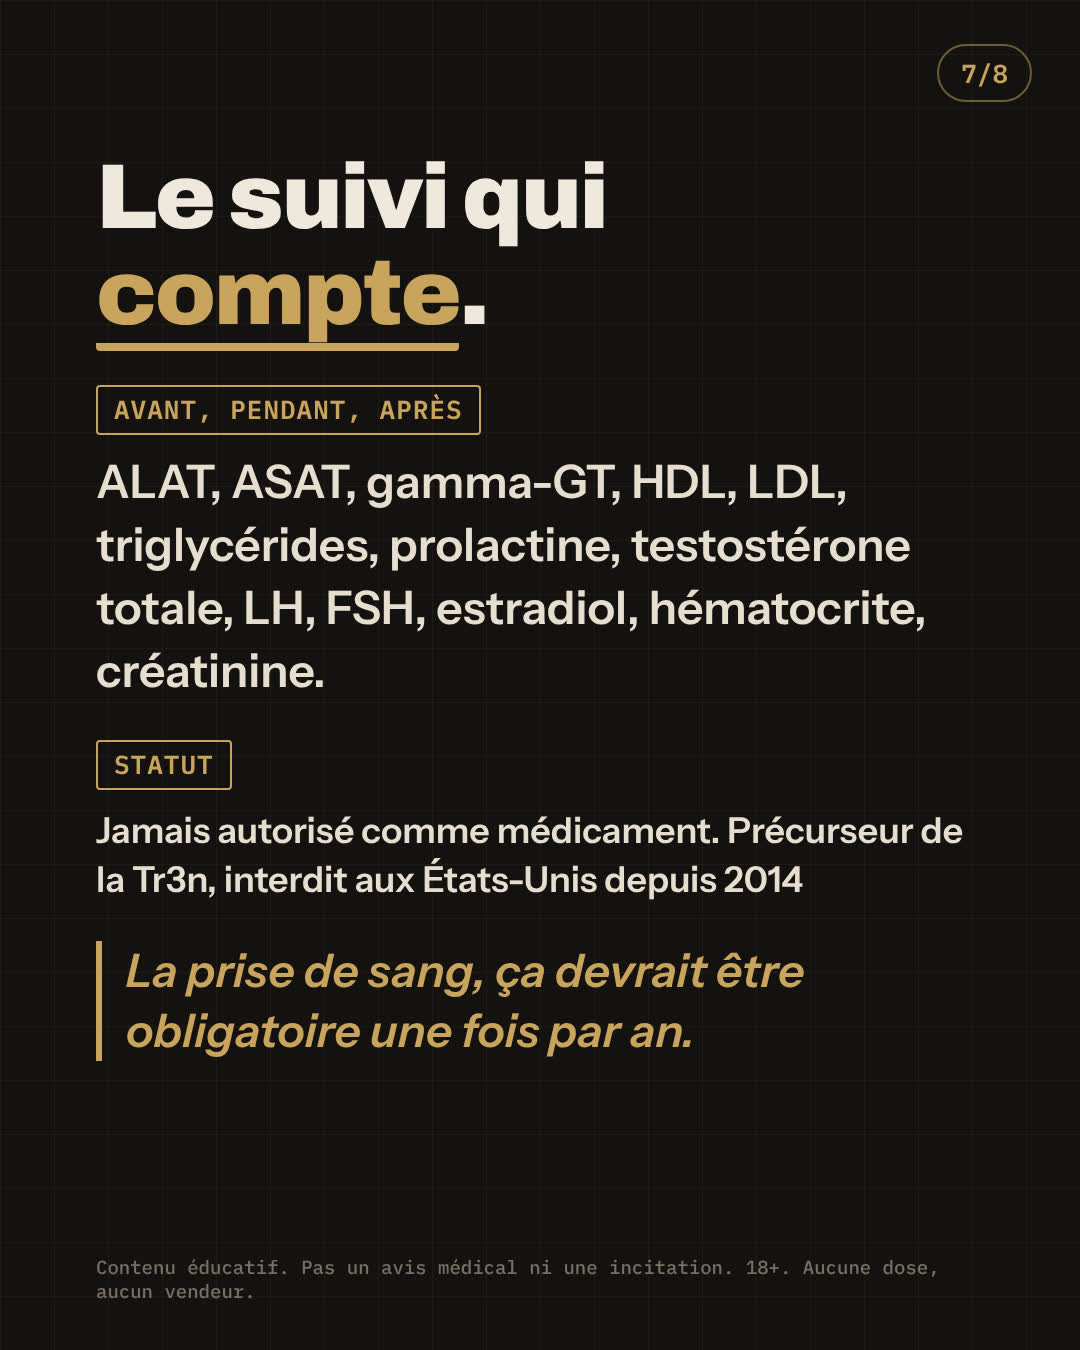 7/8
Le suivi qui
compte.
AVANT, PENDANT, APRÈS
ALAT, ASAT, gamma-GT, HDL, LDL,
triglycérides, prolactine, testostérone
totale, LH, FSH, estradiol, hématocrite,
créatinine.
STATUT
Jamais autorisé comme médicament. Précurseur de
la Tr3n, interdit aux États-Unis depuis 2014
La prise de sang, ça devrait être
obligatoire une fois par an.
Contenu éducatif. Pas un avis médical ni une incitation. 18+. Aucune dose,
aucun vendeur.